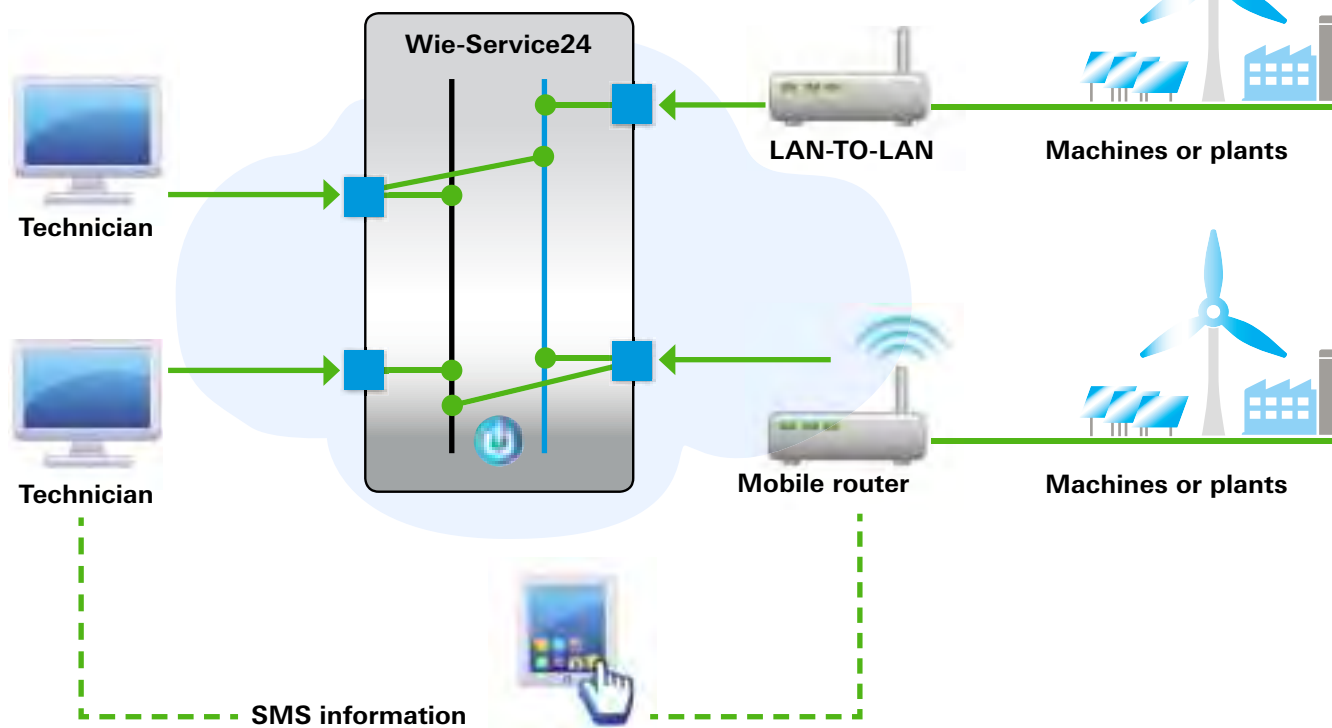 Wie-Service24
LAN-TO-LAN
Machines or plants
Technician
Technician
Mobile router
Machines or plants
SMS information